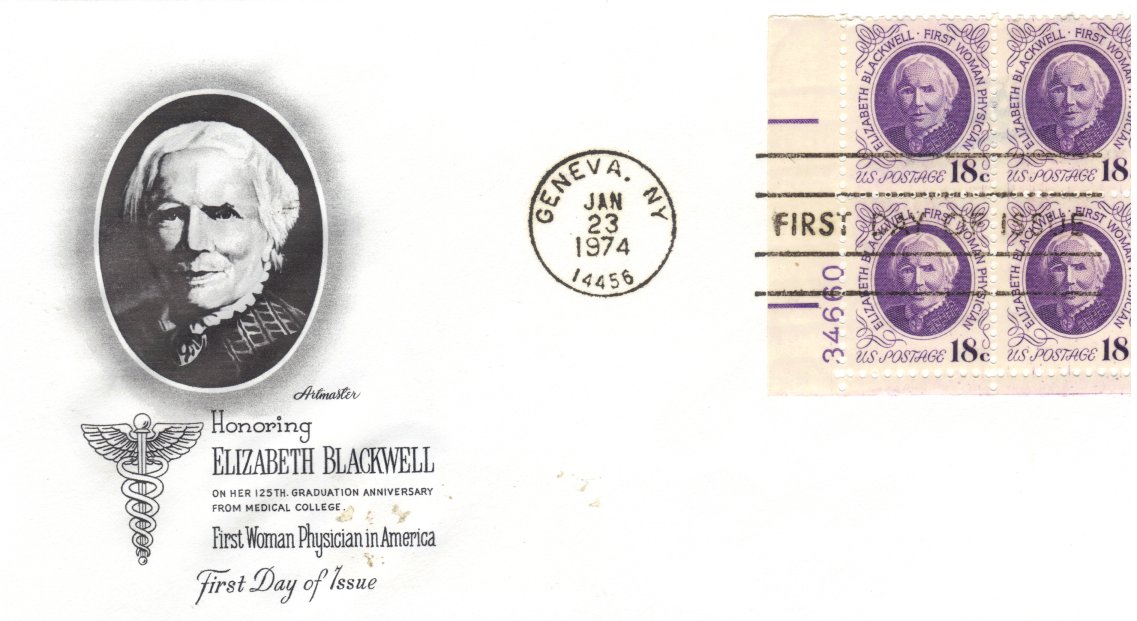 Artmaster
Honoring
ELIZABETH BLACKWELL
ON HER 125TH. GRADUATION ANNIVERSARY
FROM MEDICAL COLLEGE.
First Woman Physician in America
First Day of Issue
GENEVA, NY
JAN
23
1974
14456
ELIZABETH BLACKWELL · FIRST WOMAN PHYSICIAN
US POSTAGE 18c
ELIZABETH BLACKWELL · FIRST WOMAN PHYSICIAN
US POSTAGE 18
FIRST DAY OF ISSUE
34660
ELIZABETH BLACKWELL · FIRST WOMAN PHYSICIAN
US POSTAGE 18c
ELIZABETH BLACKWELL · FIRST WOMAN PHYSICIAN
US POSTAGE 18